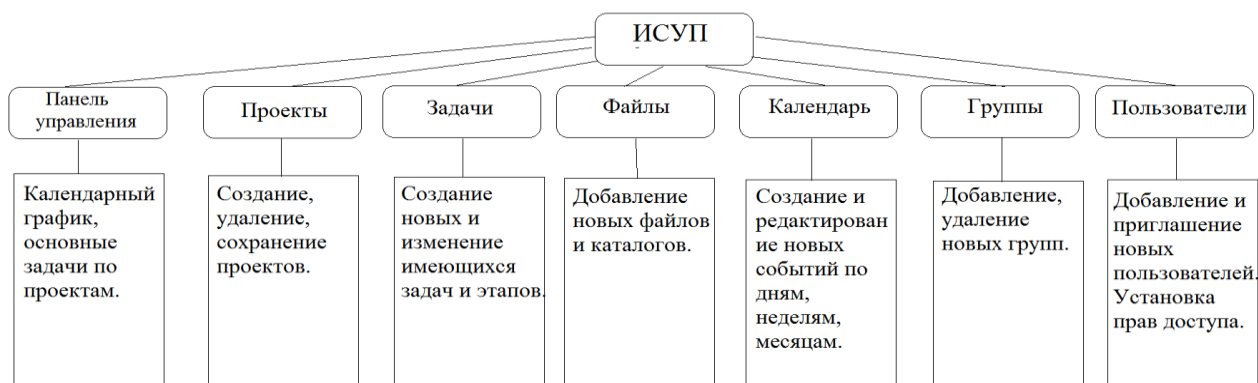 ИСУП
Панель
управления
Проекты
Задачи
Файлы
Календарь
Группы
Пользователи
Календарный
график,
основные
задачи по
проектам.
Создание,
удаление,
сохранение
проектов.
Создание
новых и
изменение
имеющихся
задач и этапов.
Добавление
новых файлов
и каталогов.
Создание и
редактирован
ие новых
событий по
дням,
неделям,
месяцам.
Добавление,
удаление
новых групп.
Добавление и
приглашение
новых
пользователей.
Установка
прав доступа.